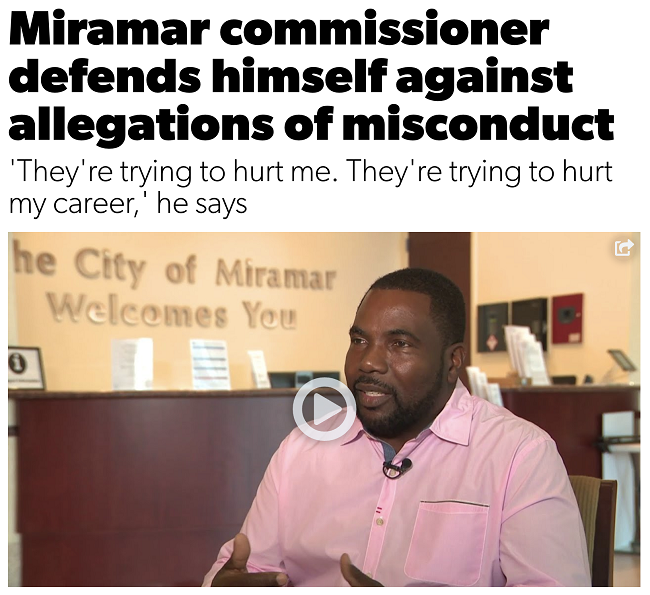 Miramar commissioner
defends himself against
allegations of misconduct
'They're trying to hurt me. They're trying to hurt
my career,' he says
he City of Miramar
Welcomes You